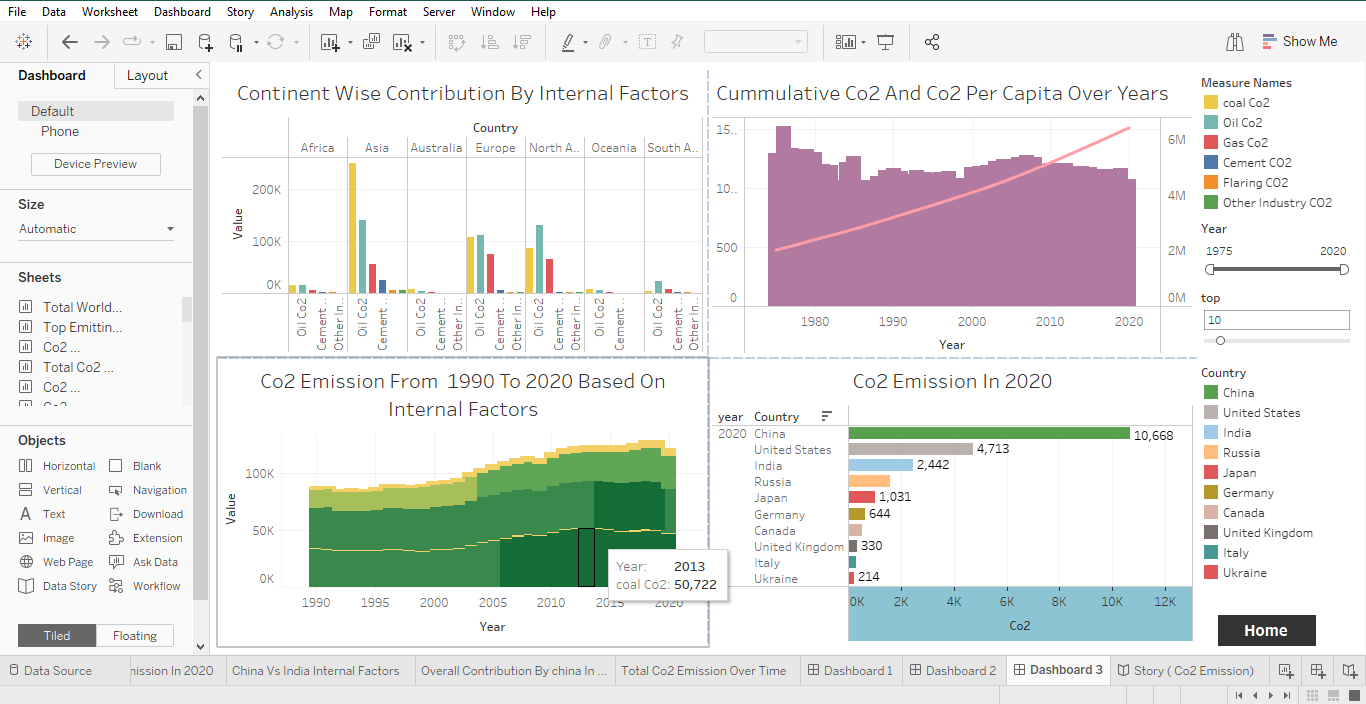 File Data Worksheet Dashboard Story Analysis Map Format Server Window Help
Show Me
Dashboard Layout
Default
Phone
Device Preview
Size
Automatic
Sheets
Total World...
Top Emittin...
Co2 ...
Total Co2 ...
Co2 ...
Objects
Horizontal Blank
Vertical Navigation
Text Download
Image Extension
Web Page Ask Data
Data Story Workflow
Tiled Floating
Continent Wise Contribution By Internal Factors
Country
Africa Asia Australia Europe North A.. Oceania South A..
Value
200K
100K
0K
Oil Co2 Cement .. Other In.. Oil Co2 Cement .. Other In.. Oil Co2 Cement .. Other In.. Oil Co2 Cement .. Other In.. Oil Co2 Cement .. Other In.. Oil Co2 Cement .. Other In.. Oil Co2 Cement .. Other In..
Cummulative Co2 And Co2 Per Capita Over Years
15..
10..
500
0
6M
4M
2M
0M
1980 1990 2000 2010 2020
Year
Co2 Emission From 1990 To 2020 Based On
Internal Factors
Value
100K
50K
0K
1990 1995 2000 2005 2010 2015 2020
Year
Year: 2013
coal Co2: 50,722
Co2 Emission In 2020
year Country
2020 China 10,668
United States 4,713
India 2,442
Russia
Japan 1,031
Germany 644
Canada
United Kingdom 330
Italy
Ukraine 214
0K 2K 4K 6K 8K 10K 12K
Co2
Measure Names
coal Co2
Oil Co2
Gas Co2
Cement CO2
Flaring CO2
Other Industry CO2
Year
1975 2020
top
10
Country
China
United States
India
Russia
Japan
Germany
Canada
United Kingdom
Italy
Ukraine
Home
Data Source nission In 2020 China Vs India Internal Factors Overall Contribution By china In ... Total Co2 Emission Over Time Dashboard 1 Dashboard 2 Dashboard 3 Story ( Co2 Emission)